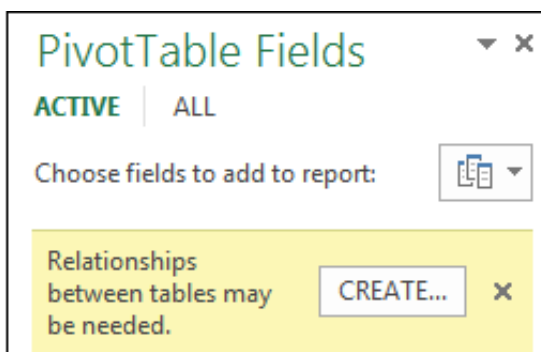 PivotTable Fields
ACTIVE ALL
Choose fields to add to report:
Relationships
between tables may
be needed.
CREATE...